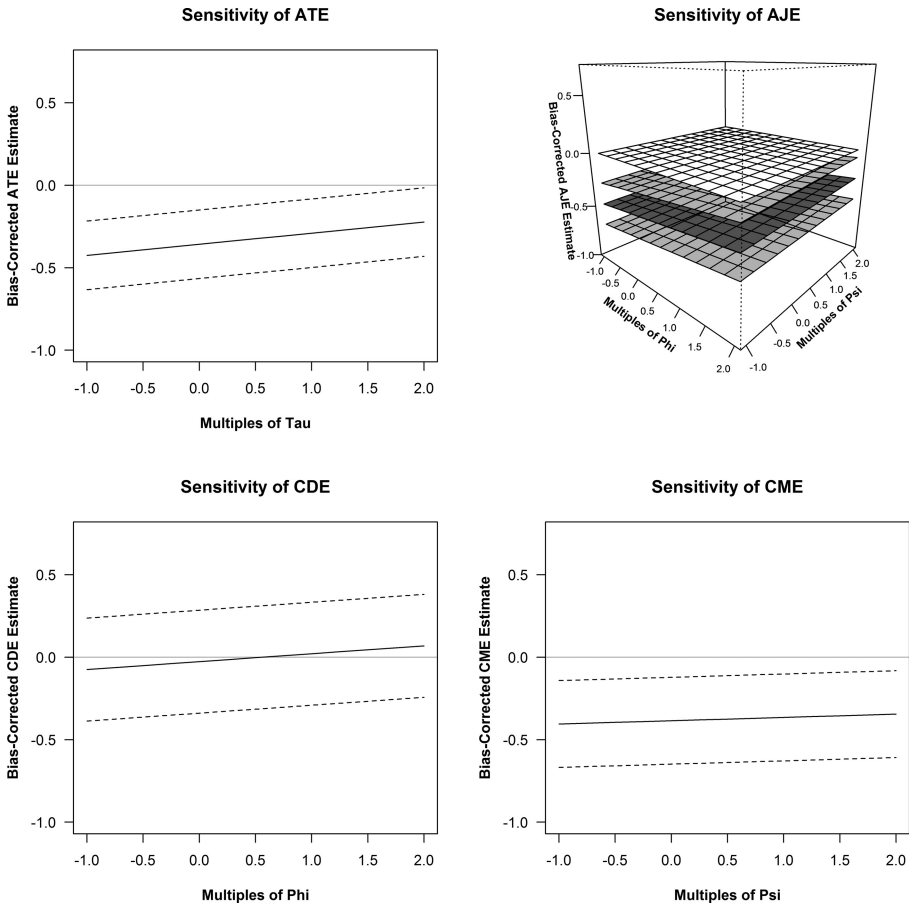 Sensitivity of ATE
Bias-Corrected ATE Estimate
0.5
0.0
-0.5
-1.0
-1.0 -0.5 0.0 0.5 1.0 1.5 2.0
Multiples of Tau
Sensitivity of AJE
Bias-Corrected AJE Estimate
0.5
0.0
-0.5
-1.0
-1.0
-0.5
0.0
0.5
1.0
1.5
2.0
Multiples of Phi
-1.0
-0.5
0.0
0.5
1.0
1.5
2.0
Multiples of Psi
Sensitivity of CDE
Bias-Corrected CDE Estimate
0.5
0.0
-0.5
-1.0
-1.0 -0.5 0.0 0.5 1.0 1.5 2.0
Multiples of Phi
Sensitivity of CME
Bias-Corrected CME Estimate
0.5
0.0
-0.5
-1.0
-1.0 -0.5 0.0 0.5 1.0 1.5 2.0
Multiples of Psi